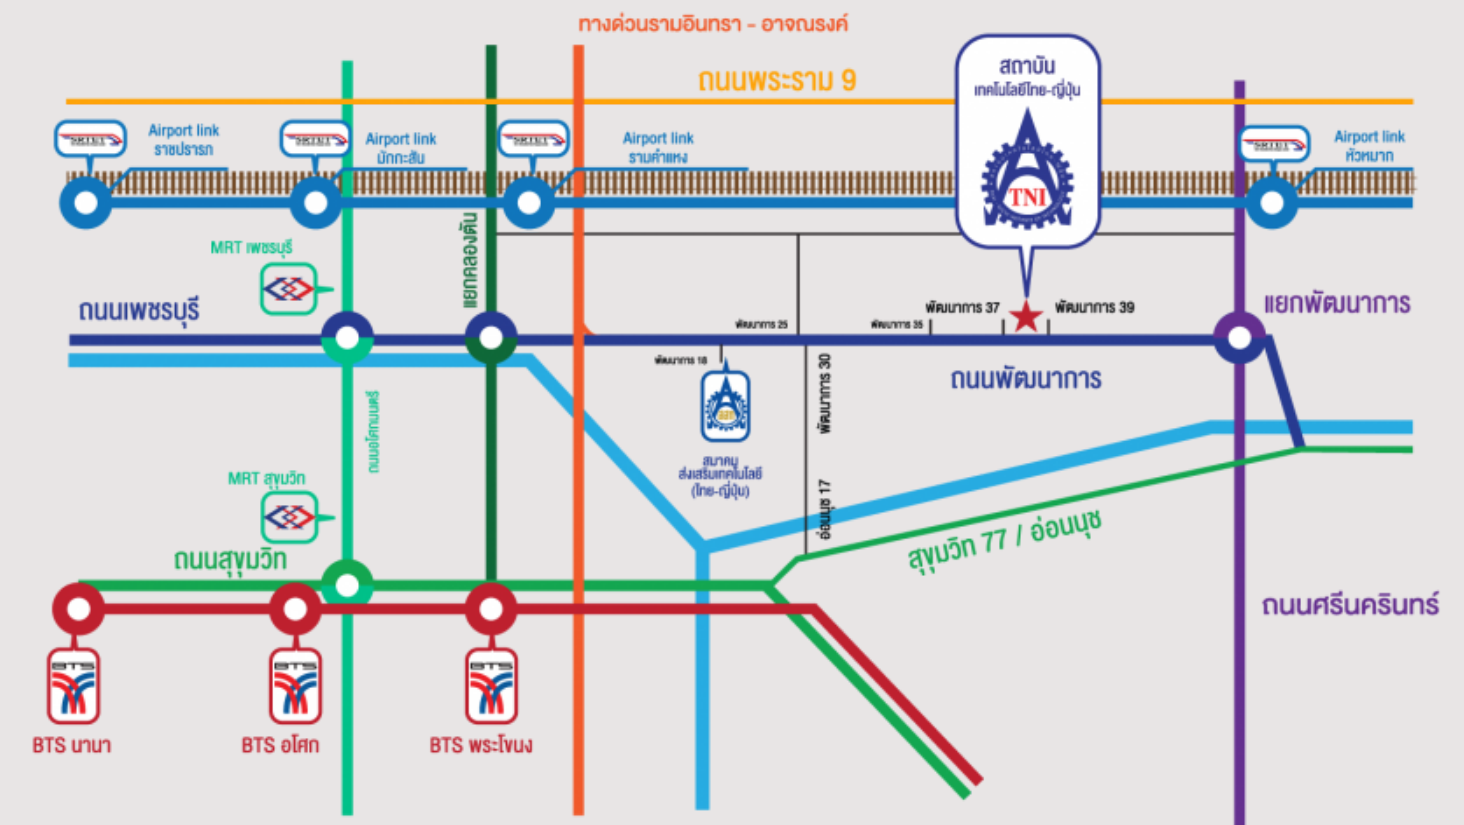 ทางด่วนรามอินทรา - อาจณรงค์
สถาบัน
เทคโนโลยีไทย-ญี่ปุ่น
TNI
ถนนพระราม 9
SRTET
Airport link
ราชปรารภ
SRTET
Airport link
มักกะสัน
SRTET
Airport link
รามคำแหง
SRTET
Airport link
หัวหมาก
MRT เพชรบุรี
แยกคลองตัน
ถนนเพชรบุรี
พัฒนาการ 25
พัฒนาการ 35
พัฒนาการ 37
พัฒนาการ 39
แยกพัฒนาการ
พัฒนาการ 18
พัฒนาการ 30
ถนนพัฒนาการ
ถนนอโศกมนตรี
สมาคม
ส่งเสริมเทคโนโลยี
(ไทย-ญี่ปุ่น)
MRT สุขุมวิท
อ่อนนุช 17
สุขุมวิท 77 / อ่อนนุช
ถนนสุขุมวิท
ถนนศรีนครินทร์
BTS
BTS นานา
BTS
BTS อโศก
BTS
BTS พระโขนง